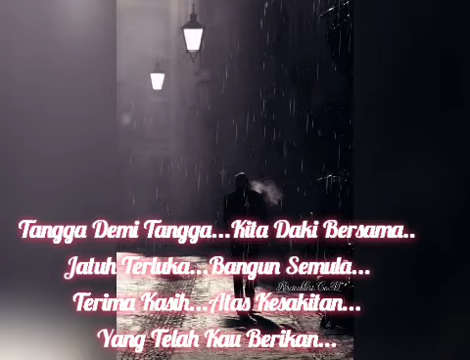 Tangga Demi Tangga...Kita Daki Bersama..
Jatuh Terluka...Bangun Semula...
Terima Kasih...Atas Kesakitan...
Yang Telah Kau Berikan...